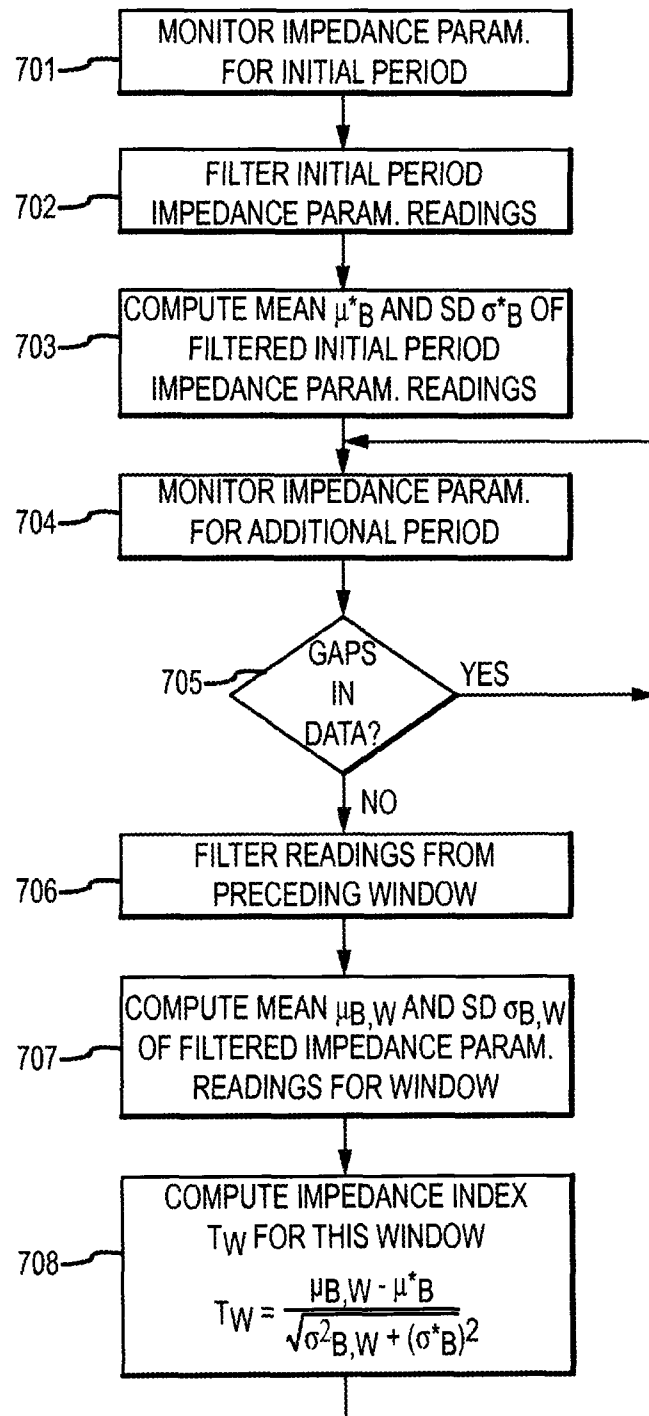 701
MONITOR IMPEDANCE PARAM.
FOR INITIAL PERIOD
702
FILTER INITIAL PERIOD
IMPEDANCE PARAM. READINGS
703
COMPUTE MEAN μ*B AND SD σ*B OF
FILTERED INITIAL PERIOD
IMPEDANCE PARAM. READINGS
704
MONITOR IMPEDANCE PARAM.
FOR ADDITIONAL PERIOD
705
GAPS
IN
DATA?
YES
NO
706
FILTER READINGS FROM
PRECEDING WINDOW
707
COMPUTE MEAN μB,W AND SD σB,W
OF FILTERED IMPEDANCE PARAM.
READINGS FOR WINDOW
708
COMPUTE IMPEDANCE INDEX
TW FOR THIS WINDOW
TW = (μB,W - μ*B) / √(σ²B,W + (σ*B)²)